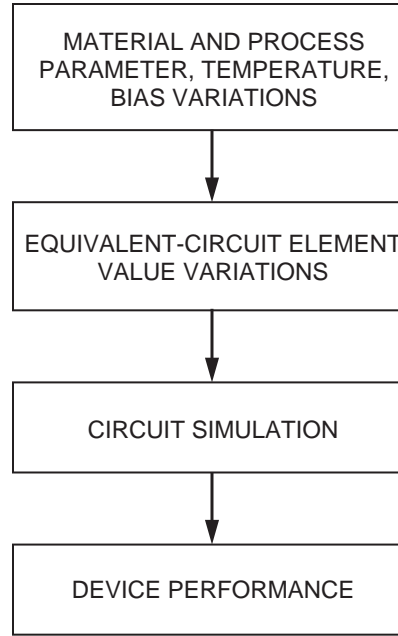 MATERIAL AND PROCESS
PARAMETER, TEMPERATURE,
BIAS VARIATIONS
EQUIVALENT-CIRCUIT ELEMENT
VALUE VARIATIONS
CIRCUIT SIMULATION
DEVICE PERFORMANCE